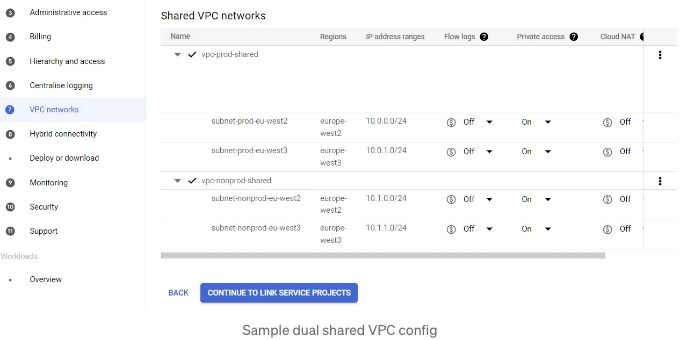 3 Administrative access
4 Billing
5 Hierarchy and access
6 Centralise logging
7 VPC networks
8 Hybrid connectivity
• Deploy or download
9 Monitoring
10 Security
11 Support
Workloads
• Overview
Shared VPC networks
Name Regions IP address ranges Flow logs ? Private access ? Cloud NAT
vpc-prod-shared
subnet-prod-eu-west2 europe-west2 10.0.0.0/24 $ Off On $ Off
subnet-prod-eu-west3 europe-west3 10.0.1.0/24 $ Off On $ Off
vpc-nonprod-shared
subnet-nonprod-eu-west2 europe-west2 10.1.0.0/24 $ Off On $ Off
subnet-nonprod-eu-west3 europe-west3 10.1.1.0/24 $ Off On $ Off
BACK CONTINUE TO LINK SERVICE PROJECTS
Sample dual shared VPC config